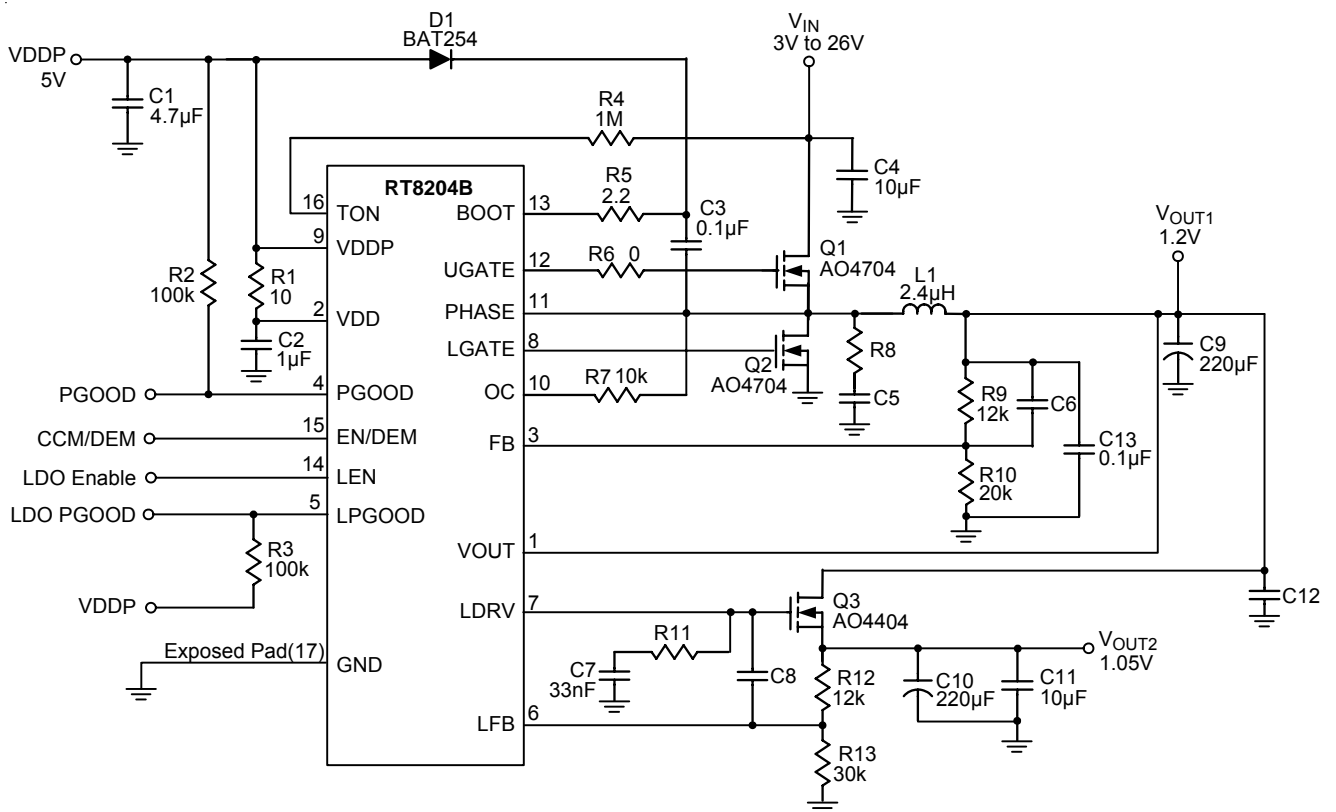 D1
BAT254
VIN
3V to 26V
VDDP
5V
C1
4.7µF
R4
1M
C4
10µF
RT8204B
R5
2.2
C3
0.1µF
16 TON
BOOT 13
9 VDDP
VOUT1
1.2V
R2
100k
R1
10
UGATE 12
R6 0
Q1
AO4704
L1
2.4µH
PHASE 11
2 VDD
C2
1µF
LGATE 8
Q2
AO4704
R8
C9
220µF
PGOOD
4 PGOOD
OC 10
R7 10k
C5
R9
12k
C6
CCM/DEM
15 EN/DEM
FB 3
C13
0.1µF
LDO Enable
14 LEN
R10
20k
LDO PGOOD
5 LPGOOD
R3
100k
VOUT 1
VDDP
LDRV 7
Q3
AO4404
C12
Exposed Pad(17)
GND
R11
VOUT2
1.05V
C7
33nF
C8
R12
12k
C10
220µF
C11
10µF
LFB 6
R13
30k